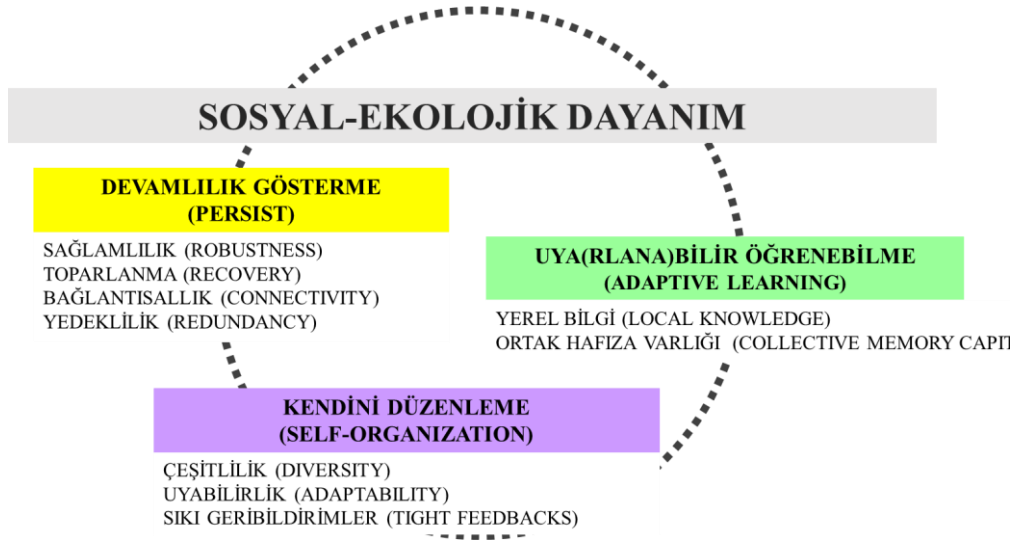 SOSYAL-EKOLOJİK DAYANIM
DEVAMLILIK GÖSTERME
(PERSIST)
SAĞLAMLILIK (ROBUSTNESS)
TOPARLANMA (RECOVERY)
BAĞLANTISALLIK (CONNECTIVITY)
YEDEKLİLİK (REDUNDANCY)
UYA(RLANA)BİLİR ÖĞRENEBİLME
(ADAPTIVE LEARNING)
YEREL BİLGİ (LOCAL KNOWLEDGE)
ORTAK HAFIZA VARLIĞI (COLLECTIVE MEMORY CAPIT
KENDİNİ DÜZENLEME
(SELF-ORGANIZATION)
ÇEŞİTLİLİK (DIVERSITY)
UYABİLİRLİK (ADAPTABILITY)
SIKI GERİBİLDİRİMLER (TIGHT FEEDBACKS)